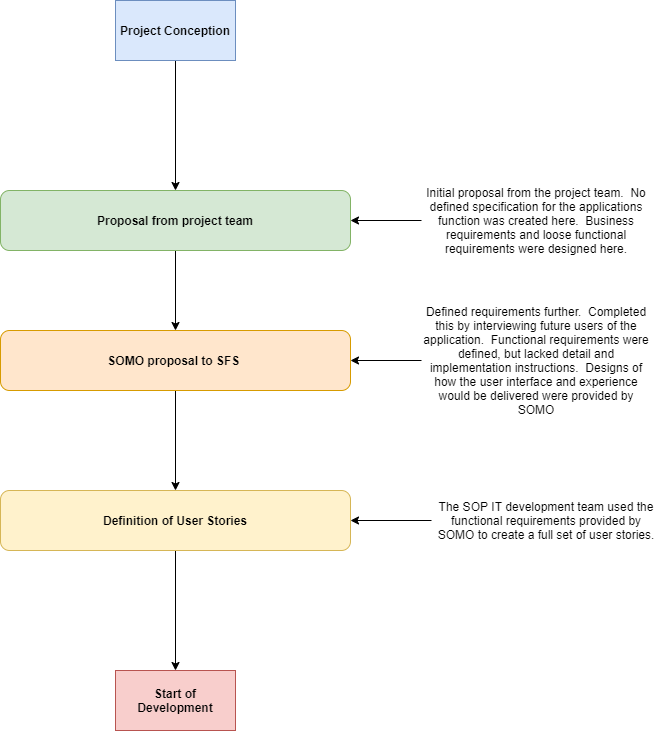 Project Conception
Proposal from project team
Initial proposal from the project team.  No
defined specification for the applications
function was created here.  Business
requirements and loose functional
requirements were designed here.
SOMO proposal to SFS
Defined requirements further.  Completed
this by interviewing future users of the
application.  Functional requirements were
defined, but lacked detail and
implementation instructions.  Designs of
how the user interface and experience
would be delivered were provided by
SOMO
Definition of User Stories
The SOP IT development team used the
functional requirements provided by
SOMO to create a full set of user stories.
Start of
Development